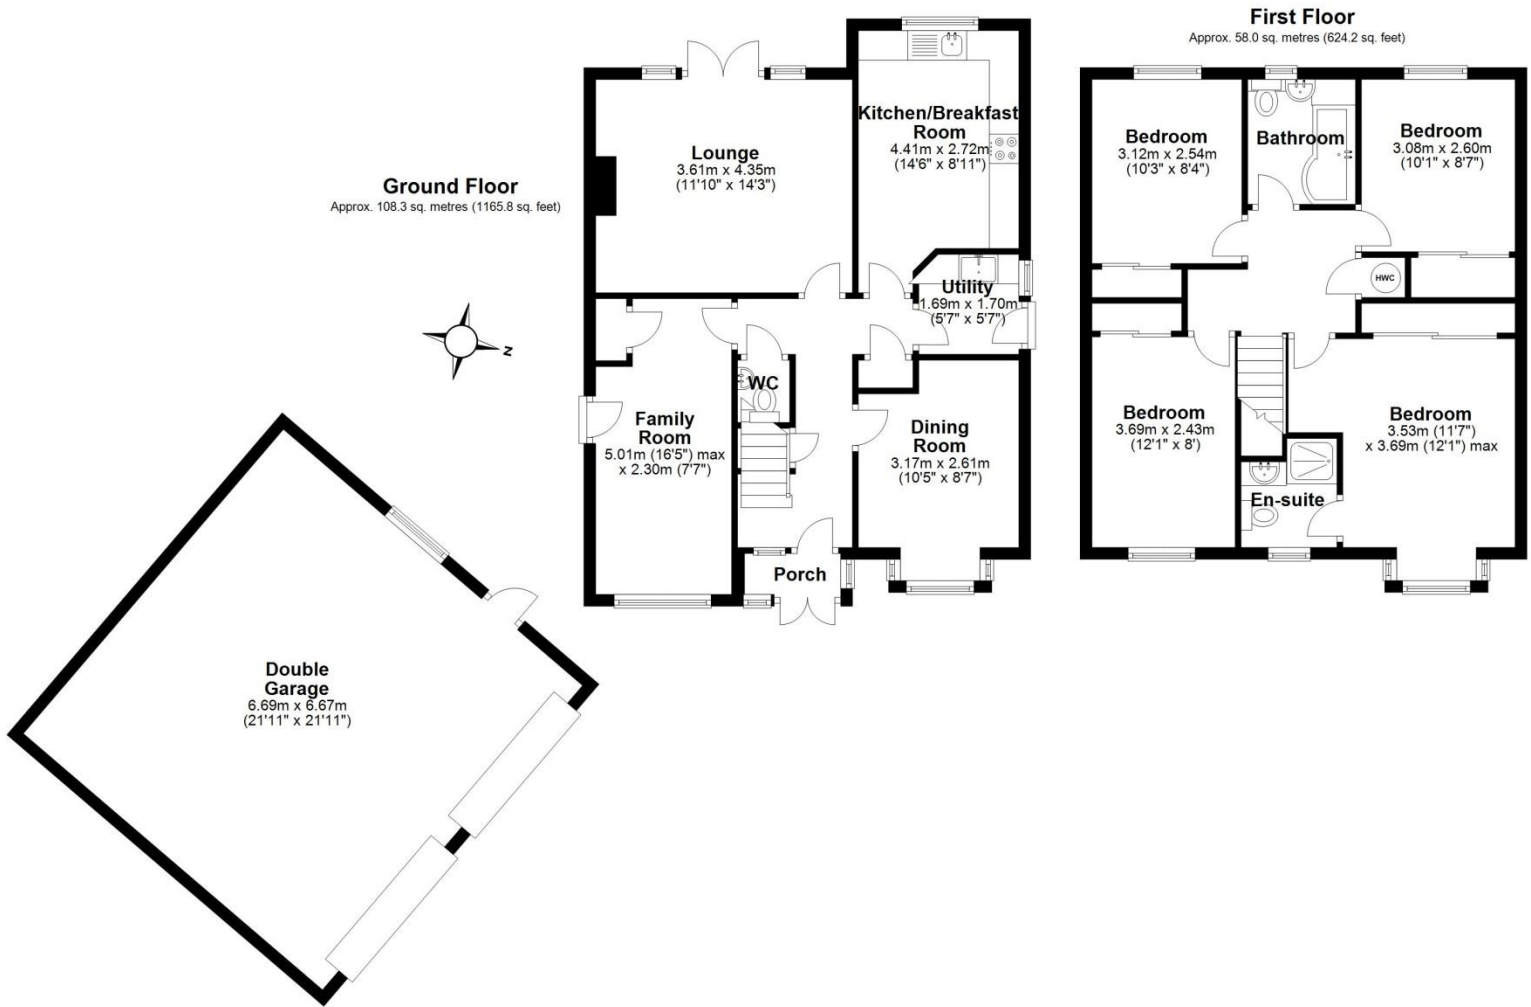 First Floor
Approx. 58.0 sq. metres (624.2 sq. feet)
Ground Floor
Approx. 108.3 sq. metres (1165.8 sq. feet)
Lounge
3.61m x 4.35m
(11'10" x 14'3")
Kitchen/Breakfast
Room
4.41m x 2.72m
(14'6" x 8'11")
Utility
1.69m x 1.70m
(5'7" x 5'7")
WC
Family
Room
5.01m (16'5") max
x 2.30m (7'7")
Dining
Room
3.17m x 2.61m
(10'5" x 8'7")
Porch
N
Double
Garage
6.69m x 6.67m
(21'11" x 21'11")
Bedroom
3.12m x 2.54m
(10'3" x 8'4")
Bathroom
Bedroom
3.08m x 2.60m
(10'1" x 8'7")
HWC
Bedroom
3.69m x 2.43m
(12'1" x 8')
Bedroom
3.53m (11'7")
x 3.69m (12'1") max
En-suite